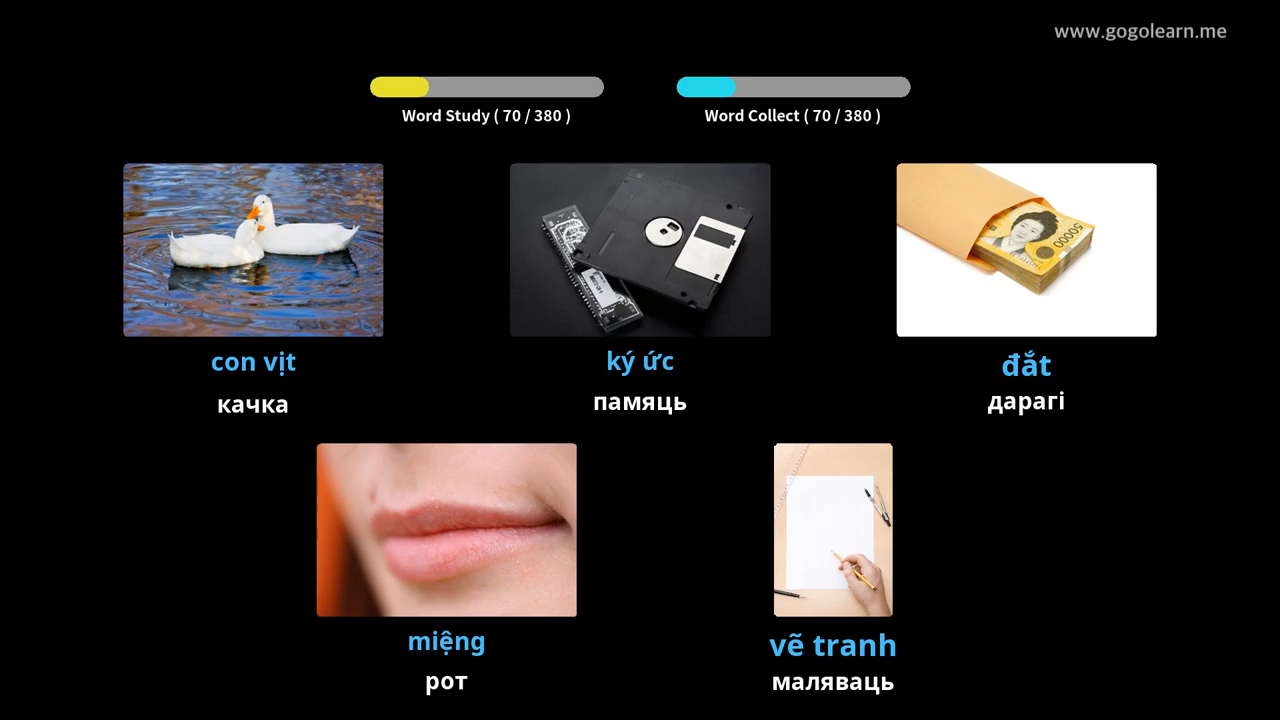 www.gogolearn.me
Word Study ( 70 / 380 )
Word Collect ( 70 / 380 )
con vịt
качка
ký ức
памяць
đắt
дарагі
50000
miệng
рот
vẽ tranh
маляваць